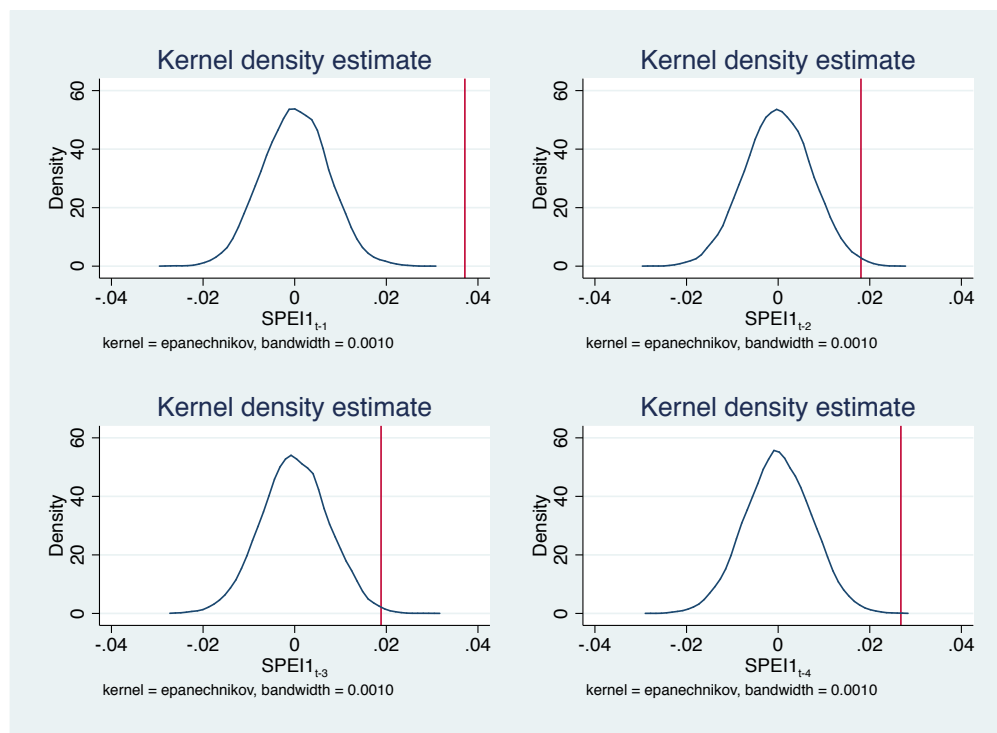 Kernel density estimate
Density
60
40
20
0
-.04 -.02 0 .02 .04
SPEI1t-1
kernel = epanechnikov, bandwidth = 0.0010
Kernel density estimate
Density
60
40
20
0
-.04 -.02 0 .02 .04
SPEI1t-2
kernel = epanechnikov, bandwidth = 0.0010
Kernel density estimate
Density
60
40
20
0
-.04 -.02 0 .02 .04
SPEI1t-3
kernel = epanechnikov, bandwidth = 0.0010
Kernel density estimate
Density
60
40
20
0
-.04 -.02 0 .02 .04
SPEI1t-4
kernel = epanechnikov, bandwidth = 0.0010